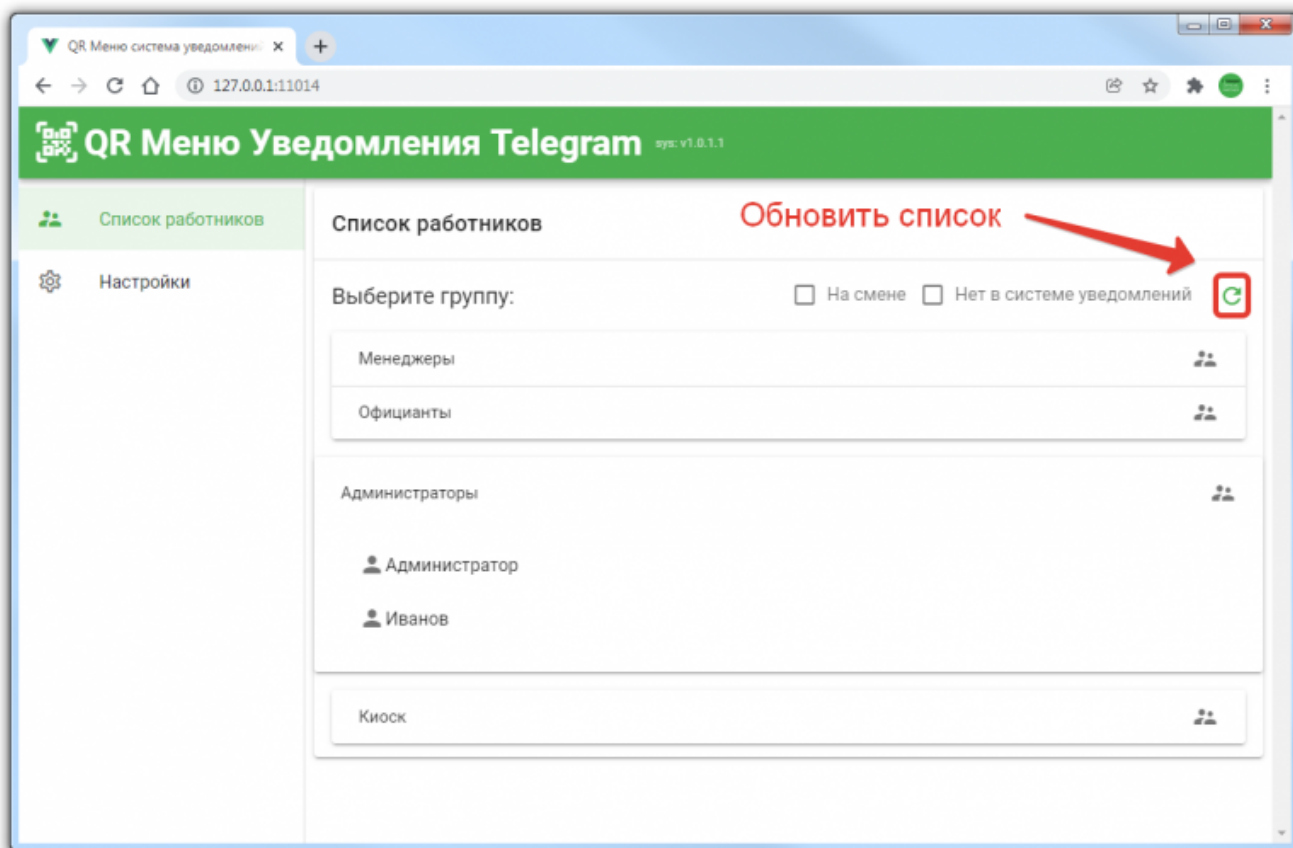 QR Меню система уведомлени
127.0.0.1:11014
QR Меню Уведомления Telegram sys: v1.0.1.1
Список работников
Настройки
Список работников
Обновить список
Выберите группу:
На смене
Нет в системе уведомлений
Менеджеры
Официанты
Администраторы
Администратор
Иванов
Киоск